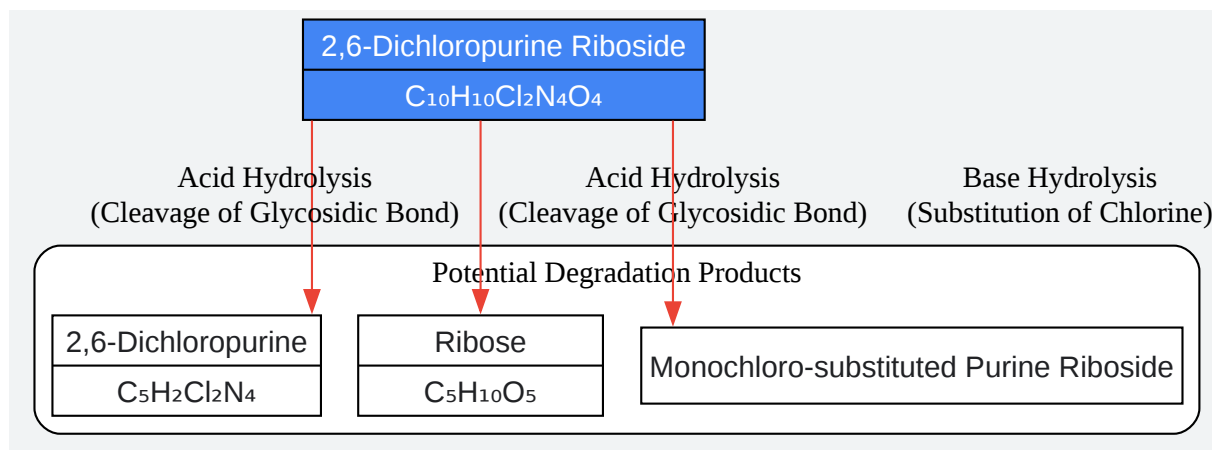 2,6-Dichloropurine Riboside
C₁₀H₁₀Cl₂N₄O₄
Acid Hydrolysis
(Cleavage of Glycosidic Bond)
Acid Hydrolysis
(Cleavage of Glycosidic Bond)
Base Hydrolysis
(Substitution of Chlorine)
Potential Degradation Products
2,6-Dichloropurine
C₅H₂Cl₂N₄
Ribose
C₅H₁₀O₅
Monochloro-substituted Purine Riboside